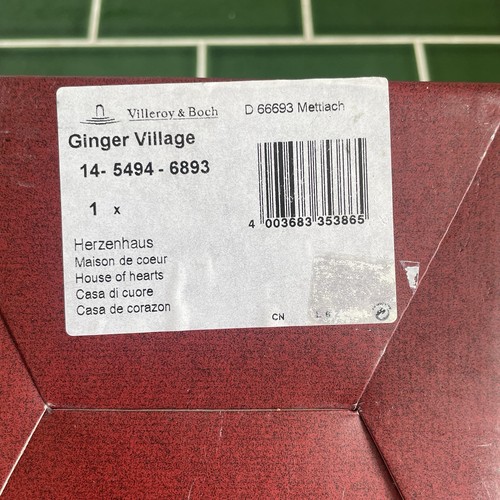 Villeroy & Boch
D 66693 Mettlach
Ginger Village
14- 5494 - 6893
1 x
4 003683 353865
Herzenhaus
Maison de coeur
House of hearts
Casa di cuore
Casa de corazon
CN